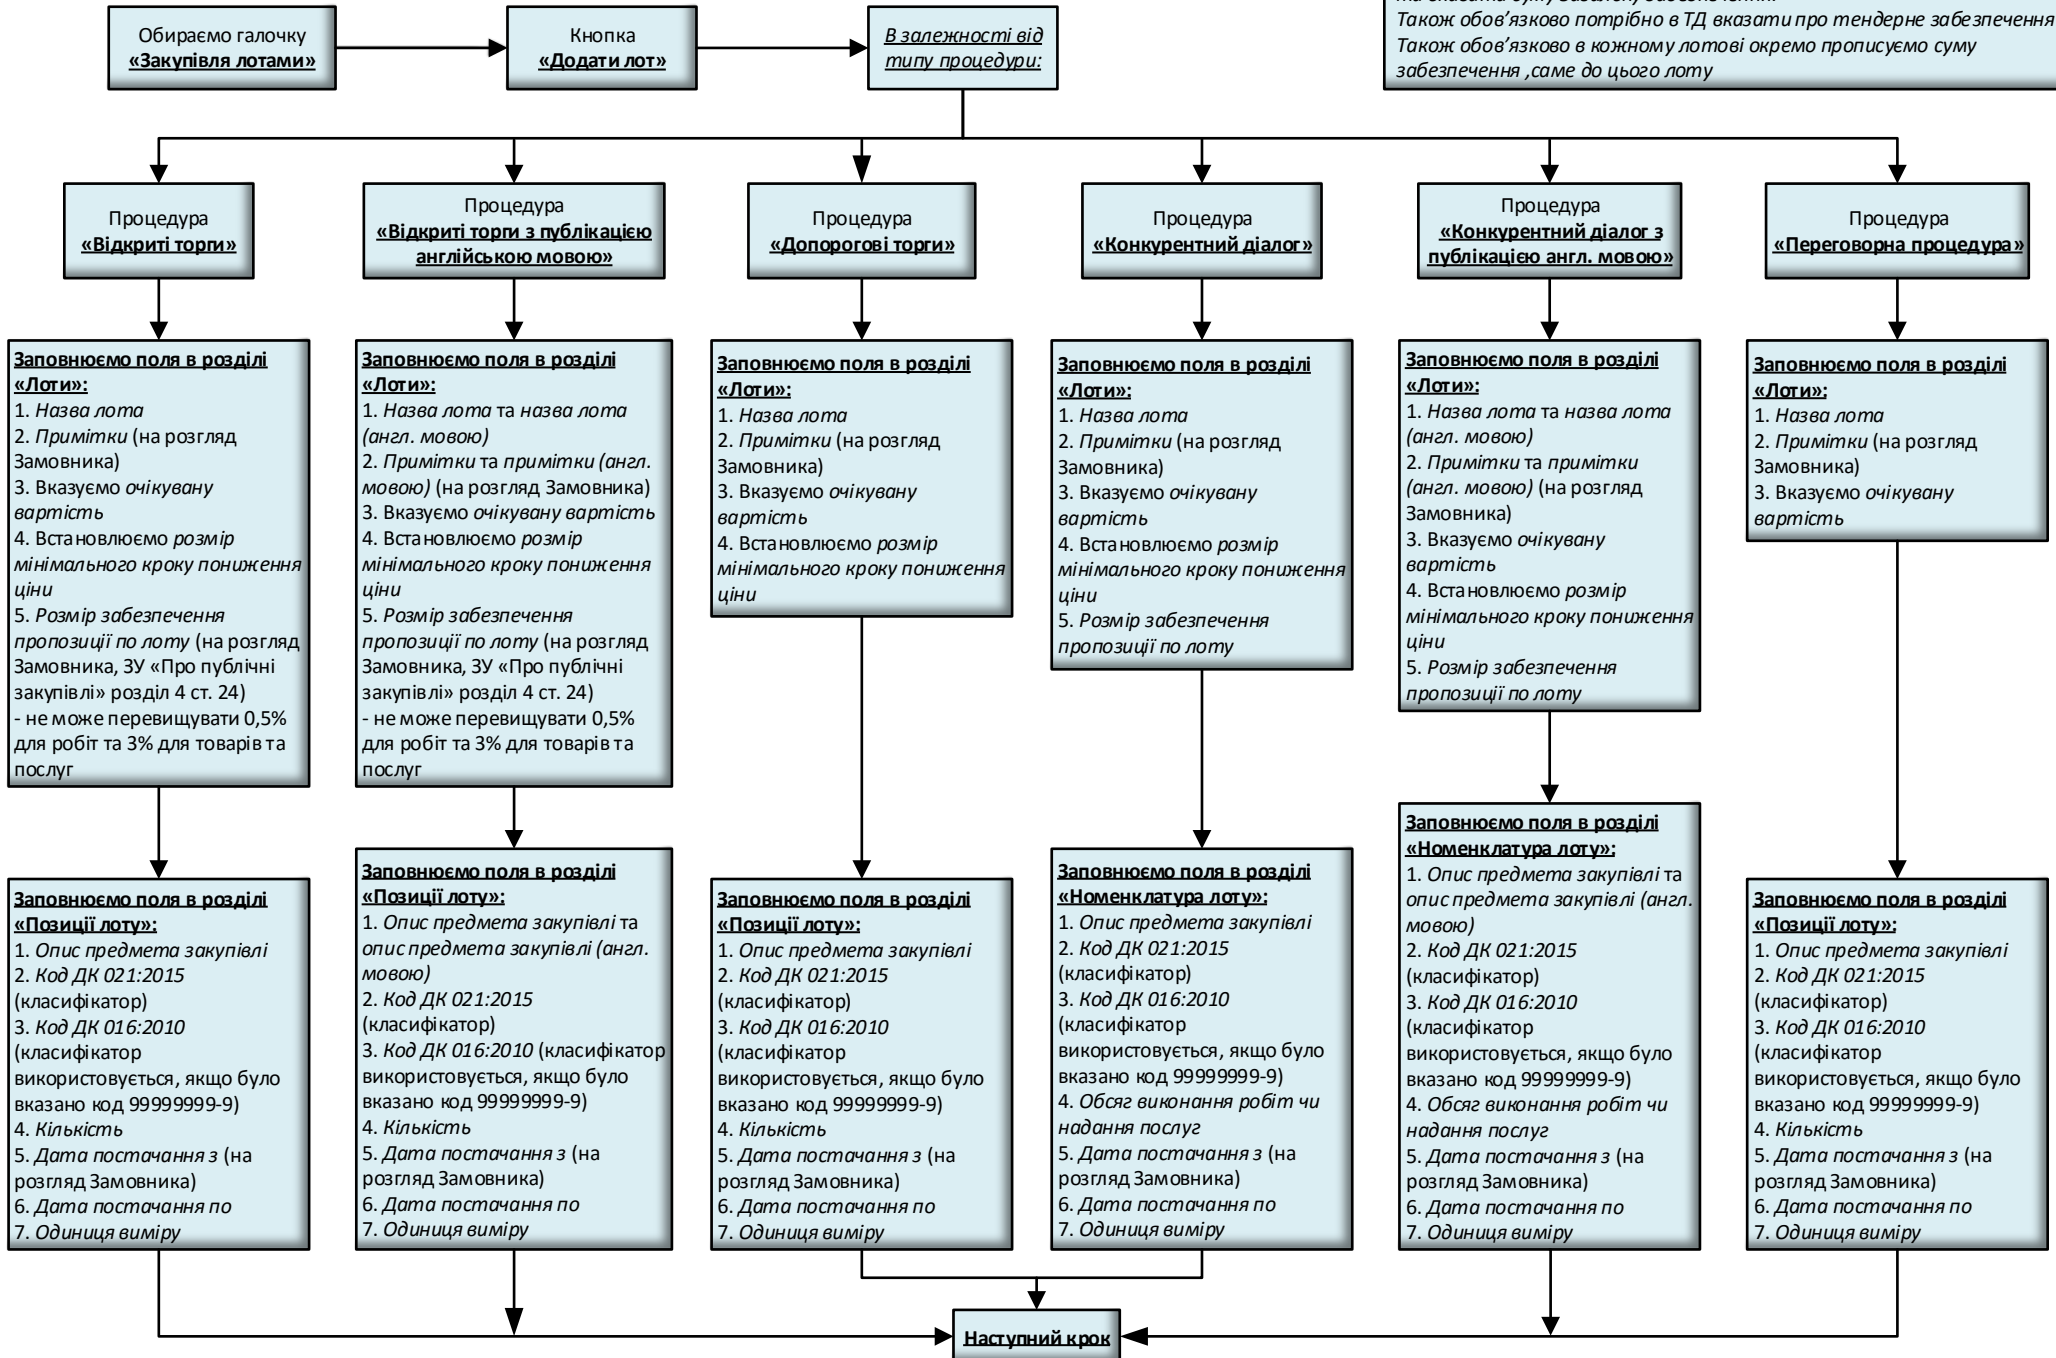 Обираємо галочку
«Закупівля лотами»
Кнопка
«Додати лот»
В залежності від
типу процедури:
Також обов’язково потрібно в ТД вказати про тендерне забезпечення
Також обов’язково в кожному лотові окремо прописуємо суму
забезпечення ,саме до цього лоту
Процедура
«Відкриті торги»
Процедура
«Відкриті торги з публікацією
англійською мовою»
Процедура
«Допорогові торги»
Процедура
«Конкурентний діалог»
Процедура
«Конкурентний діалог з
публікацією англ. мовою»
Процедура
«Переговорна процедура»
Заповнюємо поля в розділі
«Лоти»:
1. Назва лота
2. Примітки (на розгляд
Замовника)
3. Вказуємо очікувану
вартість
4. Встановлюємо розмір
мінімального кроку пониження
ціни
5. Розмір забезпечення
пропозиції по лоту (на розгляд
Замовника, ЗУ «Про публічні
закупівлі» розділ 4 ст. 24)
- не може перевищувати 0,5%
для робіт та 3% для товарів та
послуг
Заповнюємо поля в розділі
«Лоти»:
1. Назва лота та назва лота
(англ. мовою)
2. Примітки та примітки (англ.
мовою) (на розгляд Замовника)
3. Вказуємо очікувану вартість
4. Встановлюємо розмір
мінімального кроку пониження
ціни
5. Розмір забезпечення
пропозиції по лоту (на розгляд
Замовника, ЗУ «Про публічні
закупівлі» розділ 4 ст. 24)
- не може перевищувати 0,5%
для робіт та 3% для товарів та
послуг
Заповнюємо поля в розділі
«Лоти»:
1. Назва лота
2. Примітки (на розгляд
Замовника)
3. Вказуємо очікувану
вартість
4. Встановлюємо розмір
мінімального кроку пониження
ціни
Заповнюємо поля в розділі
«Лоти»:
1. Назва лота
2. Примітки (на розгляд
Замовника)
3. Вказуємо очікувану
вартість
4. Встановлюємо розмір
мінімального кроку пониження
ціни
5. Розмір забезпечення
пропозиції по лоту
Заповнюємо поля в розділі
«Лоти»:
1. Назва лота та назва лота
(англ. мовою)
2. Примітки та примітки
(англ. мовою) (на розгляд
Замовника)
3. Вказуємо очікувану
вартість
4. Встановлюємо розмір
мінімального кроку пониження
ціни
5. Розмір забезпечення
пропозиції по лоту
Заповнюємо поля в розділі
«Лоти»:
1. Назва лота
2. Примітки (на розгляд
Замовника)
3. Вказуємо очікувану
вартість
Заповнюємо поля в розділі
«Позиції лоту»:
1. Опис предмета закупівлі
2. Код ДК 021:2015
(класифікатор)
3. Код ДК 016:2010
(класифікатор
використовується, якщо було
вказано код 99999999-9)
4. Кількість
5. Дата постачання з (на
розгляд Замовника)
6. Дата постачання по
7. Одиниця виміру
Заповнюємо поля в розділі
«Позиції лоту»:
1. Опис предмета закупівлі та
опис предмета закупівлі (англ.
мовою)
2. Код ДК 021:2015
(класифікатор)
3. Код ДК 016:2010 (класифікатор
використовується, якщо було
вказано код 99999999-9)
4. Кількість
5. Дата постачання з (на
розгляд Замовника)
6. Дата постачання по
7. Одиниця виміру
Заповнюємо поля в розділі
«Позиції лоту»:
1. Опис предмета закупівлі
2. Код ДК 021:2015
(класифікатор)
3. Код ДК 016:2010
(класифікатор
використовується, якщо було
вказано код 99999999-9)
4. Кількість
5. Дата постачання з (на
розгляд Замовника)
6. Дата постачання по
7. Одиниця виміру
Заповнюємо поля в розділі
«Номенклатура лоту»:
1. Опис предмета закупівлі
2. Код ДК 021:2015
(класифікатор)
3. Код ДК 016:2010
(класифікатор
використовується, якщо було
вказано код 99999999-9)
4. Обсяг виконання робіт чи
надання послуг
5. Дата постачання з (на
розгляд Замовника)
6. Дата постачання по
7. Одиниця виміру
Заповнюємо поля в розділі
«Номенклатура лоту»:
1. Опис предмета закупівлі та
опис предмета закупівлі (англ.
мовою)
2. Код ДК 021:2015
(класифікатор)
3. Код ДК 016:2010
(класифікатор
використовується, якщо було
вказано код 99999999-9)
4. Обсяг виконання робіт чи
надання послуг
5. Дата постачання з (на
розгляд Замовника)
6. Дата постачання по
7. Одиниця виміру
Заповнюємо поля в розділі
«Позиції лоту»:
1. Опис предмета закупівлі
2. Код ДК 021:2015
(класифікатор)
3. Код ДК 016:2010
(класифікатор
використовується, якщо було
вказано код 99999999-9)
4. Кількість
5. Дата постачання з (на
розгляд Замовника)
6. Дата постачання по
7. Одиниця виміру
Наступний крок